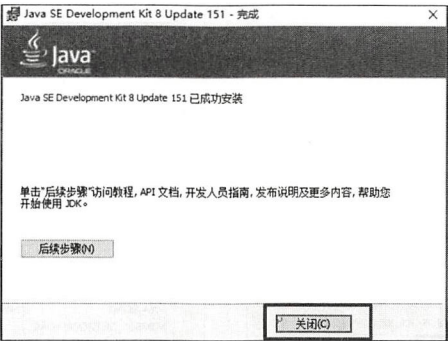 Java SE Development Kit 8 Update 151 - 完成
Java
ORACLE
Java SE Development Kit 8 Update 151 已成功安装
单击"后续步骤"访问教程, API 文档, 开发人员指南, 发布说明及更多内容, 帮助您
开始使用 JDK。
后续步骤(N)
关闭(C)